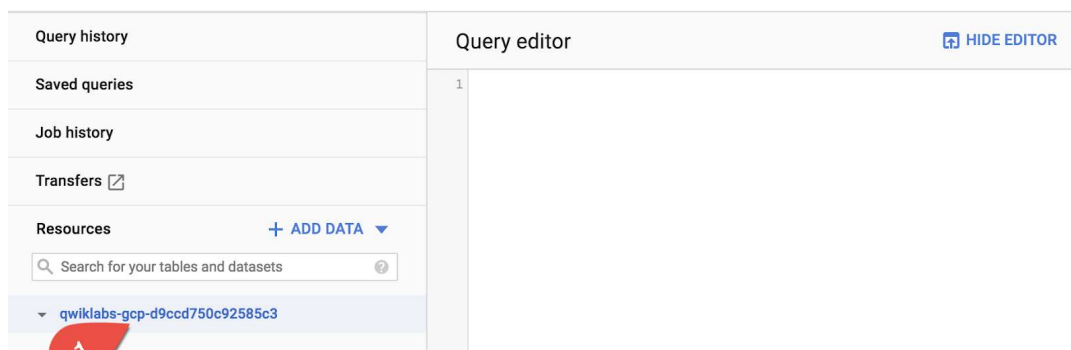 Query history
Saved queries
Job history
Transfers
Resources
+ ADD DATA
Search for your tables and datasets
?
qwiklabs-gcp-d9ccd750c92585c3
Query editor
HIDE EDITOR
1